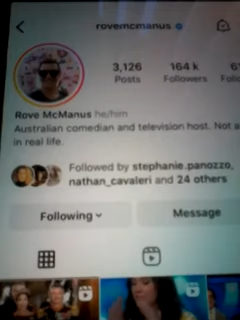 rovemcmanus
3,126 164 k
Posts Followers
Rove McManus he/him
Australian comedian and television host. Not a
in real life.
Followed by stephanie.panozzo,
nathan_cavaleri and 24 others
Following Message